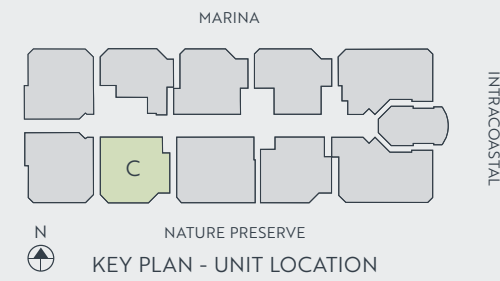 MARINA
INTRACOASTAL
C
N
NATURE PRESERVE
KEY PLAN - UNIT LOCATION